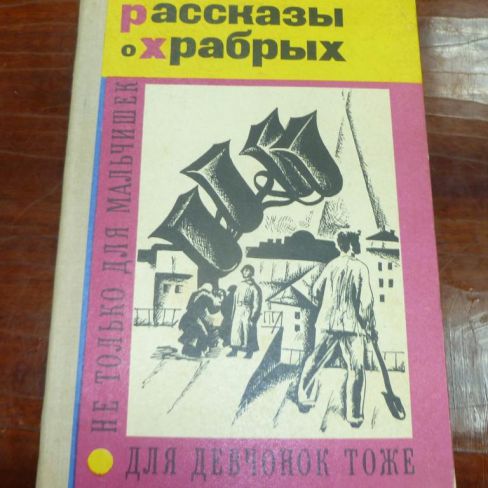 рассказы
о храбрых
НЕ ТОЛЬКО ДЛЯ МАЛЬЧИШЕК
ДЛЯ ДЕВЧОНОК ТОЖЕ